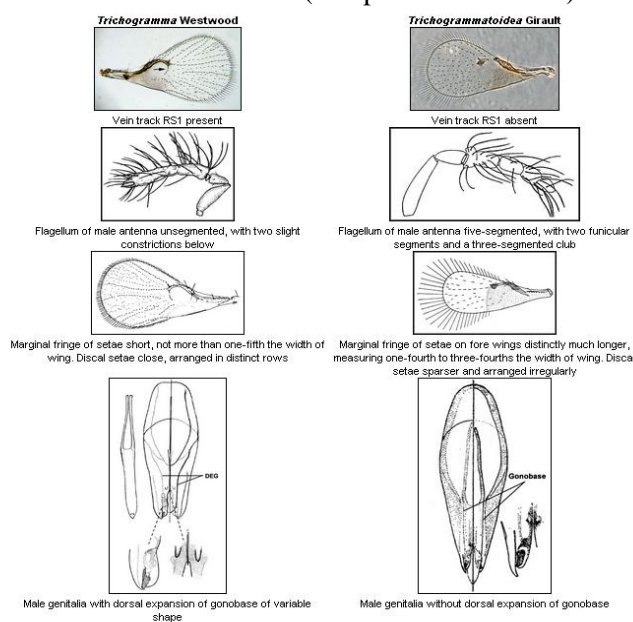 Trichogramma Westwood
Trichogrammatoidea Girault
Vein track RS1 present
Vein track RS1 absent
Flagellum of male antenna unsegmented, with two slight
constrictions below
Flagellum of male antenna five-segmented, with two funicular
segments and a three-segmented club
Marginal fringe of setae short, not more than one-fifth the width of
wing. Discal setae close, arranged in distinct rows
Marginal fringe of setae on fore wings distinctly much longer,
measuring one-fourth to three-fourths the width of wing. Disca
setae sparser and arranged irregularly
DEG
Gonobase
Male genitalia with dorsal expansion of gonobase of variable
shape
Male genitalia without dorsal expansion of gonobase